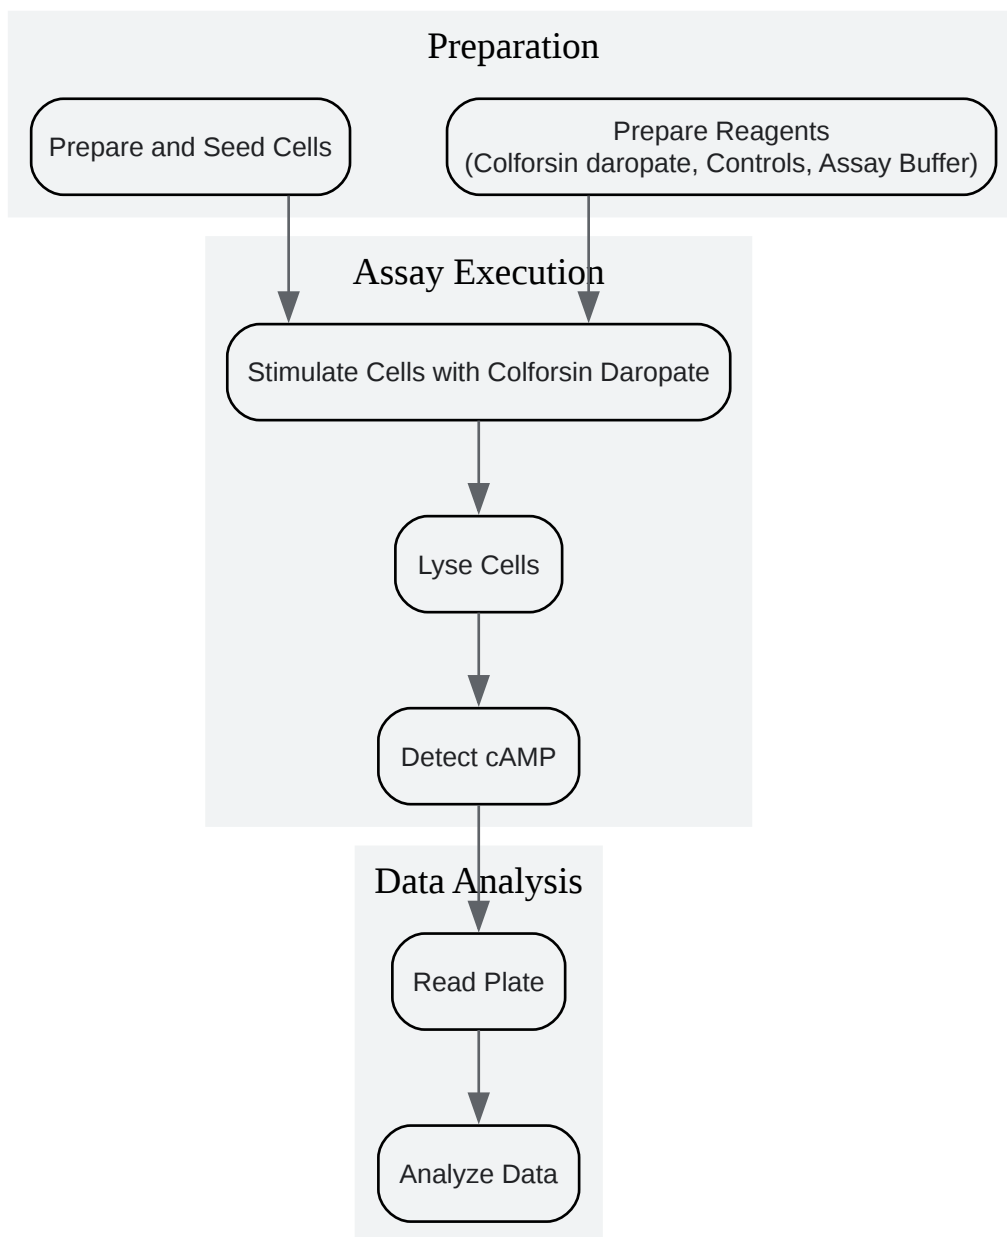 Preparation
Prepare and Seed Cells
Prepare Reagents
(Colforsin daropate, Controls, Assay Buffer)
Assay Execution
Stimulate Cells with Colforsin Daropate
Lyse Cells
Detect cAMP
Data Analysis
Read Plate
Analyze Data